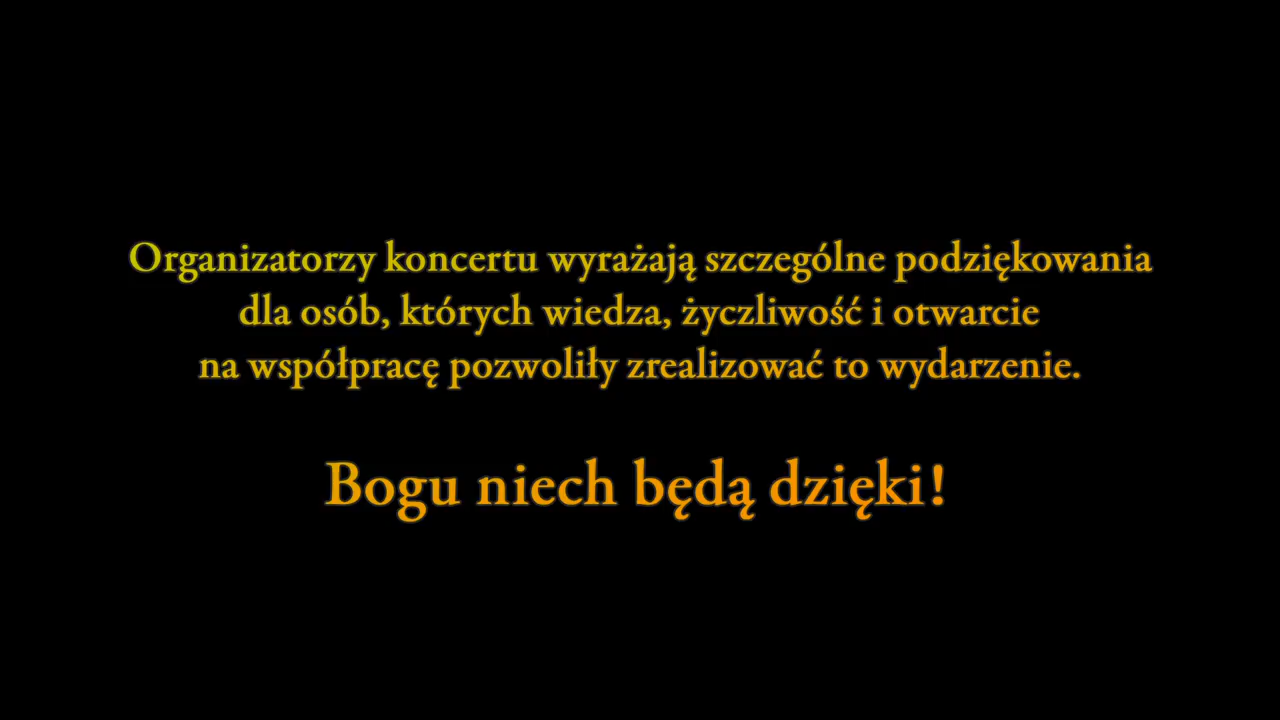 Organizatorzy koncertu wyrażają szczególne podziękowania
dla osób, których wiedza, życzliwość i otwarcie
na współpracę pozwoliły zrealizować to wydarzenie.
Bogu niech będą dzięki!